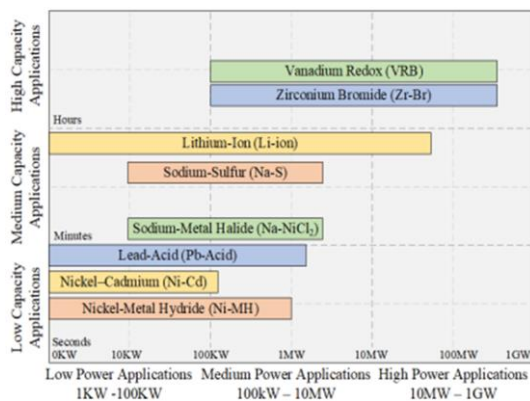 High Capacity
Applications
Vanadium Redox (VRB)
Zirconium Bromide (Zr-Br)
Hours
Medium Capacity
Applications
Lithium-Ion (Li-ion)
Sodium-Sulfur (Na-S)
Sodium-Metal Halide (Na-NiCl₂)
Minutes
Low Capacity
Applications
Lead-Acid (Pb-Acid)
Nickel–Cadmium (Ni-Cd)
Nickel-Metal Hydride (Ni-MH)
Seconds
0KW 10KW 100KW 1MW 10MW 100MW 1GW
Low Power Applications Medium Power Applications High Power Applications
1KW -100KW 100kW – 10MW 10MW – 1GW